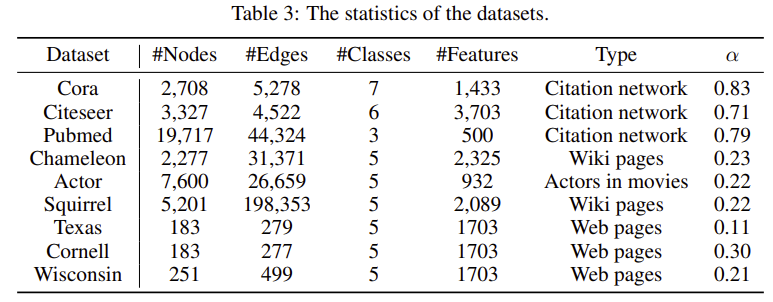 Table 3: The statistics of the datasets.
Dataset #Nodes #Edges #Classes #Features Type α
Cora 2,708 5,278 7 1,433 Citation network 0.83
Citeseer 3,327 4,522 6 3,703 Citation network 0.71
Pubmed 19,717 44,324 3 500 Citation network 0.79
Chameleon 2,277 31,371 5 2,325 Wiki pages 0.23
Actor 7,600 26,659 5 932 Actors in movies 0.22
Squirrel 5,201 198,353 5 2,089 Wiki pages 0.22
Texas 183 279 5 1703 Web pages 0.11
Cornell 183 277 5 1703 Web pages 0.30
Wisconsin 251 499 5 1703 Web pages 0.21